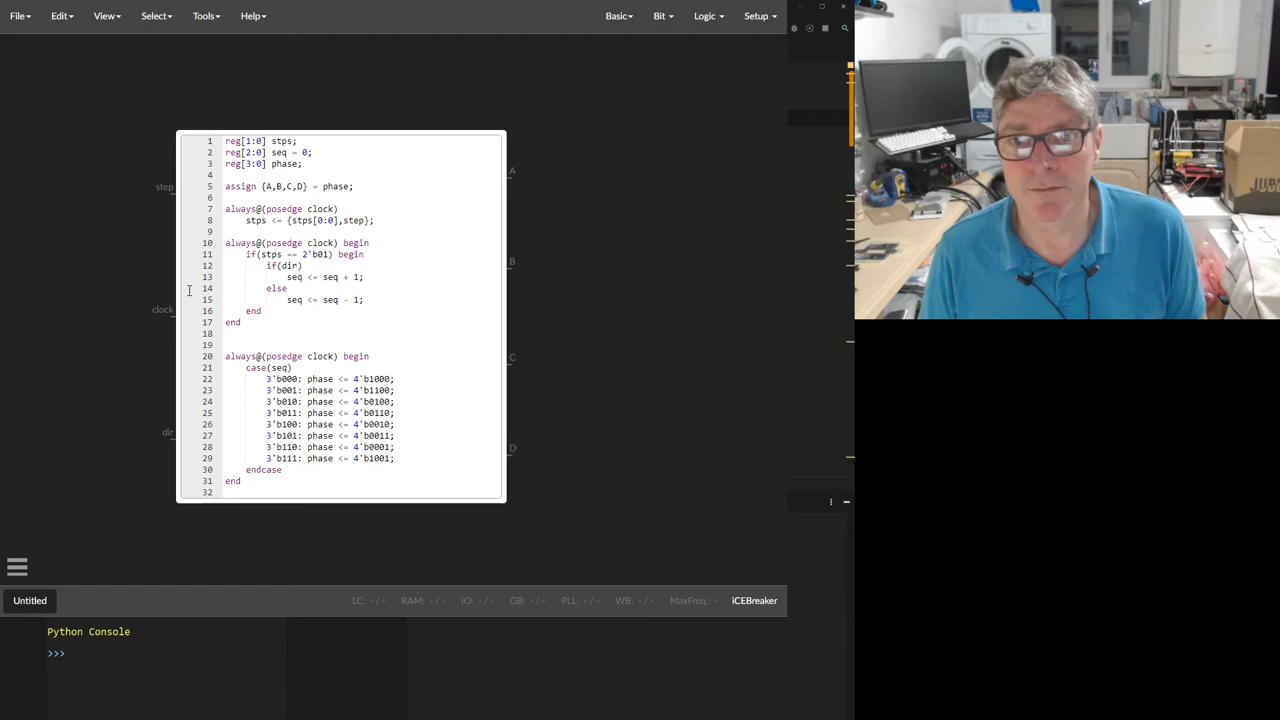 File Edit View Select Tools Help Basic Bit Logic Setup
step
clock
dir
A
B
C
D
1 reg[1:0] stps;
2 reg[2:0] seq = 0;
3 reg[3:0] phase;
4
5 assign {A,B,C,D} = phase;
6
7 always@(posedge clock)
8 stps <= {stps[0:0],step};
9
10 always@(posedge clock) begin
11 if(stps == 2'b01) begin
12 if(dir)
13 seq <= seq + 1;
14 else
15 seq <= seq - 1;
16 end
17 end
18
19
20 always@(posedge clock) begin
21 case(seq)
22 3'b000: phase <= 4'b1000;
23 3'b001: phase <= 4'b1100;
24 3'b010: phase <= 4'b0100;
25 3'b011: phase <= 4'b0110;
26 3'b100: phase <= 4'b0010;
27 3'b101: phase <= 4'b0011;
28 3'b110: phase <= 4'b0001;
29 3'b111: phase <= 4'b1001;
30 endcase
31 end
32
Untitled LC: - / - RAM: - / - IO: - / - GB: - / - PLL: - / - WB: - / - MaxFreq.: - iCEBreaker
Python Console
>>>